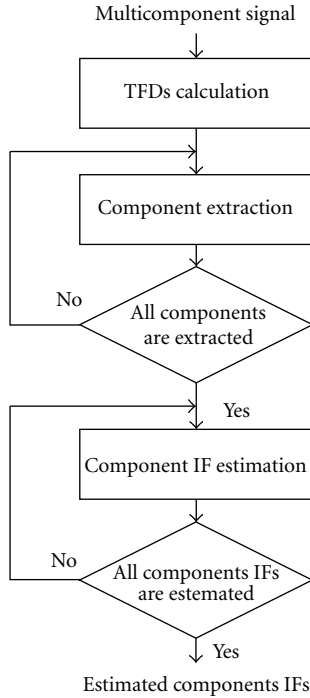 Multicomponent signal
TFDs calculation
Component extraction
No
All components
are extracted
Yes
Component IF estimation
No
All components IFs
are estemated
Yes
Estimated components IFs